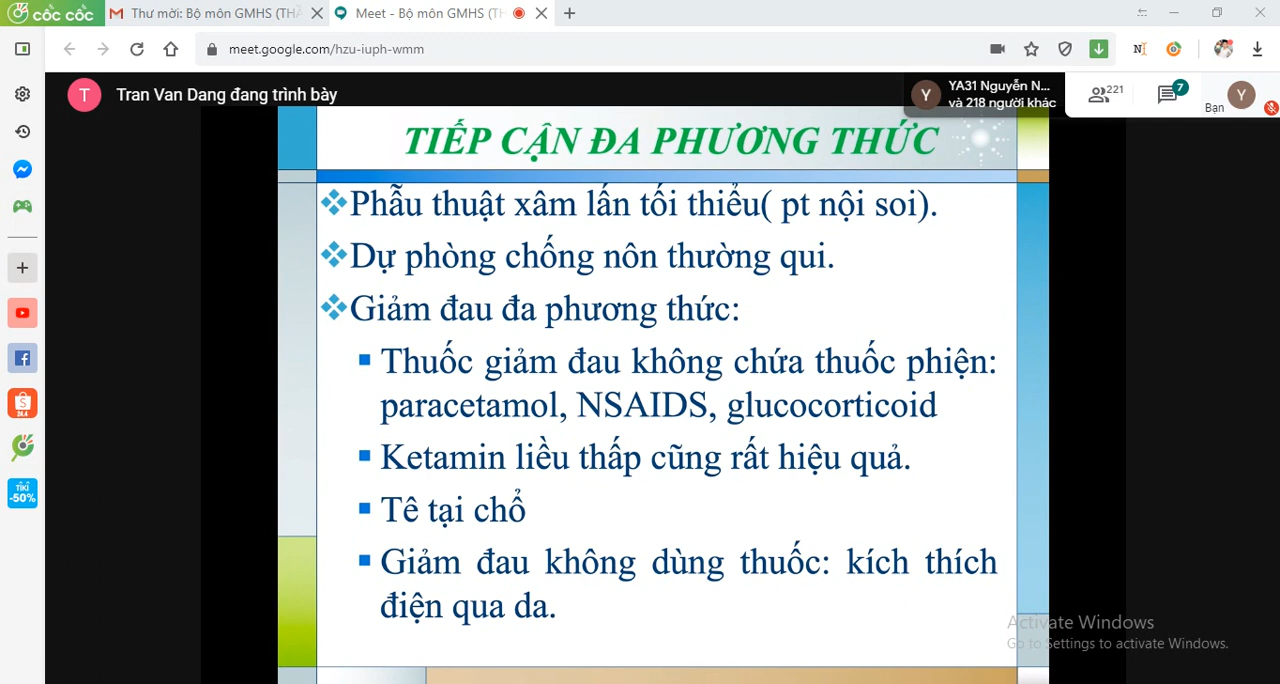 cốc cốc
Thư mời: Bộ môn GMHS (TH
Meet - Bộ môn GMHS (TH
meet.google.com/hzu-iuph-wmm
T
Tran Van Dang đang trình bày
Y
YA31 Nguyễn N...
và 218 người khác
221
7
Bạn
Y
TIẾP CẬN ĐA PHƯƠNG THỨC
Phẫu thuật xâm lấn tối thiểu( pt nội soi).
Dự phòng chống nôn thường qui.
Giảm đau đa phương thức:
Thuốc giảm đau không chứa thuốc phiện:
paracetamol, NSAIDS, glucocorticoid
Ketamin liều thấp cũng rất hiệu quả.
Tê tại chổ
Giảm đau không dùng thuốc: kích thích
điện qua da.
TIKI
-50%
Activate Windows
Go to Settings to activate Windows.